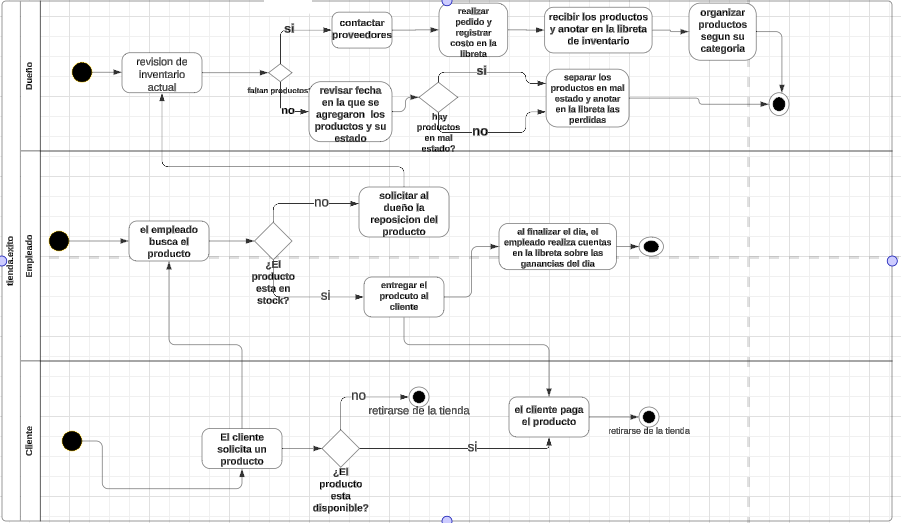 tienda.exito
Dueño
revision de
inventario
actual
faltan productos
si
no
contactar
proveedores
realizar
pedido y
registrar
costo en la
libreta
recibir los productos
y anotar en la libreta
de inventario
organizar
productos
segun su
categoria
revisar fecha
en la que se
agregaron los
productos y su
estado
hay
productos
en mal
estado?
si
no
separar los
productos en mal
estado y anotar
en la libreta las
perdidas
Empleado
el empleado
busca el
producto
¿El
producto
esta en
stock?
no
si
solicitar al
dueño la
reposicion del
producto
entregar el
prodcuto al
cliente
al finalizar el dia, el
empleado realiza cuentas
en la libreta sobre las
ganancias del dia
Cliente
El cliente
solicita un
producto
¿El
producto
esta
disponible?
no
retirarse de la tienda
si
el cliente paga
el producto
retirarse de la tienda